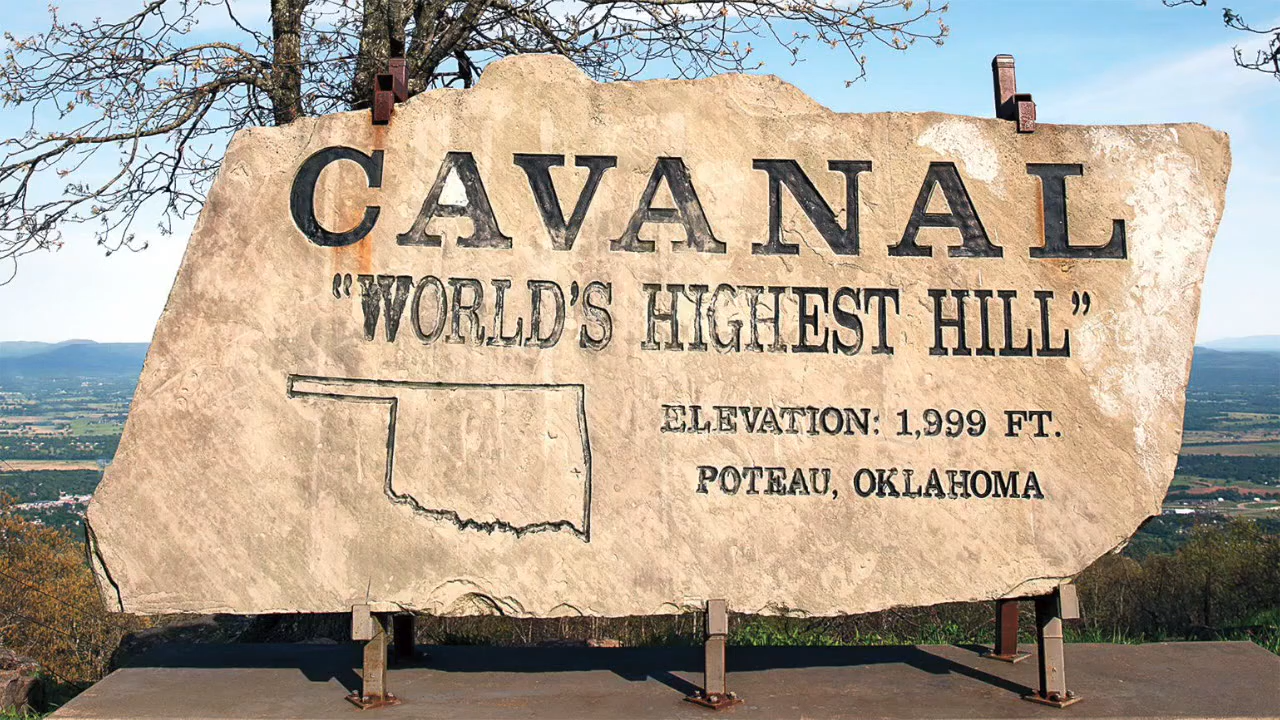 CAVANAL
“WORLD’S HIGHEST HILL”
ELEVATION: 1,999 FT.
POTEAU, OKLAHOMA